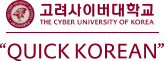 고려사이버대학교
THE CYBER UNIVERSITY OF KOREA
“QUICK KOREAN”